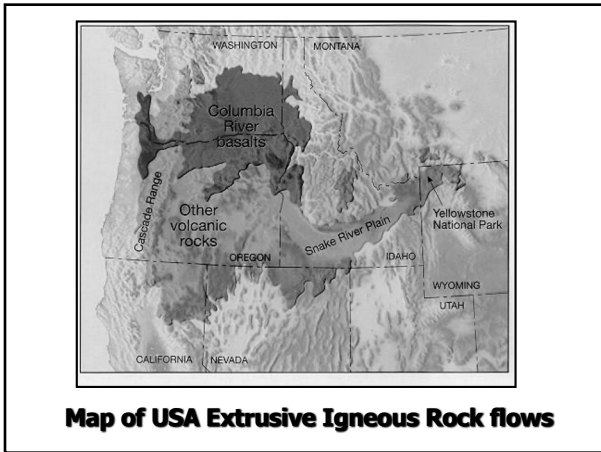 WASHINGTON
MONTANA
Columbia
River
basalts
Cascade Range
Other
volcanic
rocks
Yellowstone
National Park
Snake River Plain
OREGON
IDAHO
WYOMING
UTAH
CALIFORNIA
NEVADA
Map of USA Extrusive Igneous Rock flows